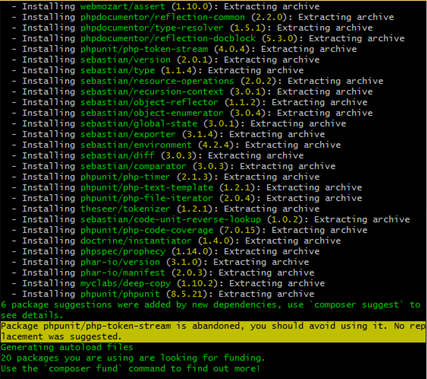 - Installing webmozart/assert (1.10.0): Extracting archive
- Installing phpdocumentor/reflection-common (2.2.0): Extracting archive
- Installing phpdocumentor/type-resolver (1.5.1): Extracting archive
- Installing phpdocumentor/reflection-docblock (5.3.0): Extracting archive
- Installing phpunit/php-token-stream (4.0.4): Extracting archive
- Installing sebastian/version (2.0.1): Extracting archive
- Installing sebastian/type (1.1.4): Extracting archive
- Installing sebastian/resource-operations (2.0.2): Extracting archive
- Installing sebastian/recursion-context (3.0.1): Extracting archive
- Installing sebastian/object-reflector (1.1.2): Extracting archive
- Installing sebastian/object-enumerator (3.0.4): Extracting archive
- Installing sebastian/global-state (3.0.1): Extracting archive
- Installing sebastian/exporter (3.1.4): Extracting archive
- Installing sebastian/environment (4.2.4): Extracting archive
- Installing sebastian/diff (3.0.3): Extracting archive
- Installing sebastian/comparator (3.0.3): Extracting archive
- Installing phpunit/php-timer (2.1.3): Extracting archive
- Installing phpunit/php-text-template (1.2.1): Extracting archive
- Installing phpunit/php-file-iterator (2.0.4): Extracting archive
- Installing theseer/tokenizer (1.2.1): Extracting archive
- Installing sebastian/code-unit-reverse-lookup (1.0.2): Extracting archive
- Installing phpunit/php-code-coverage (7.0.15): Extracting archive
- Installing doctrine/instantiator (1.4.0): Extracting archive
- Installing phpspec/prophecy (1.14.0): Extracting archive
- Installing phar-io/version (3.1.0): Extracting archive
- Installing phar-io/manifest (2.0.3): Extracting archive
- Installing myclabs/deep-copy (1.10.2): Extracting archive
- Installing phpunit/phpunit (8.5.21): Extracting archive
6 package suggestions were added by new dependencies, use `composer suggest` to
see details.
Package phpunit/php-token-stream is abandoned, you should avoid using it. No rep
lacement was suggested.
Generating autoload files
20 packages you are using are looking for funding.
Use the `composer fund` command to find out more!